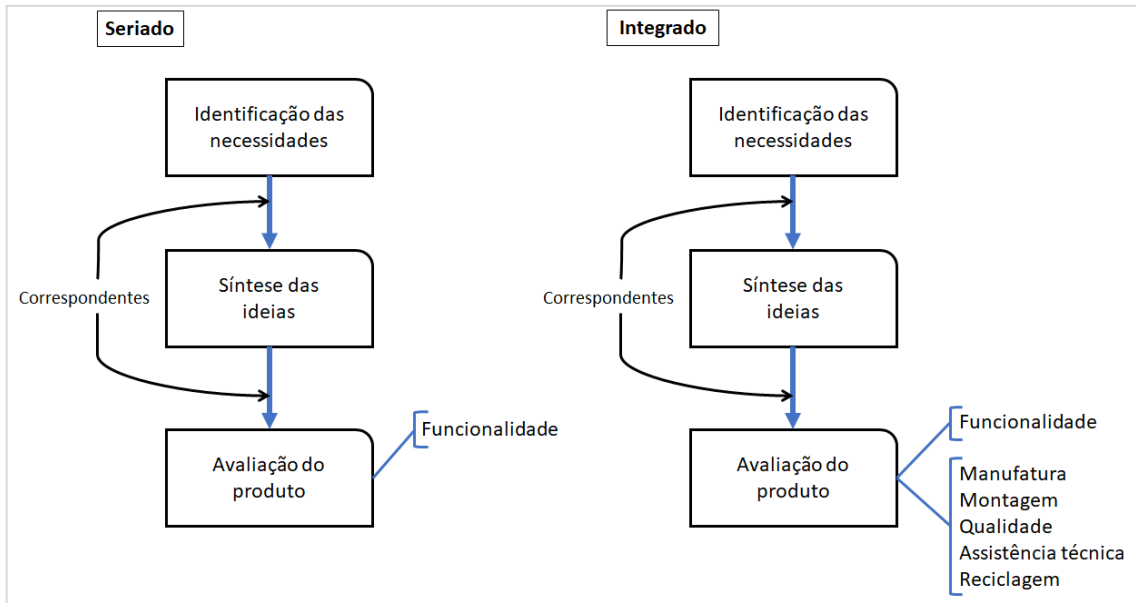 Seriado
Identificação das
necessidades
Correspondentes
Síntese das
ideias
Avaliação do
produto
Funcionalidade
Integrado
Identificação das
necessidades
Correspondentes
Síntese das
ideias
Avaliação do
produto
Funcionalidade
Manufatura
Montagem
Qualidade
Assistência técnica
Reciclagem